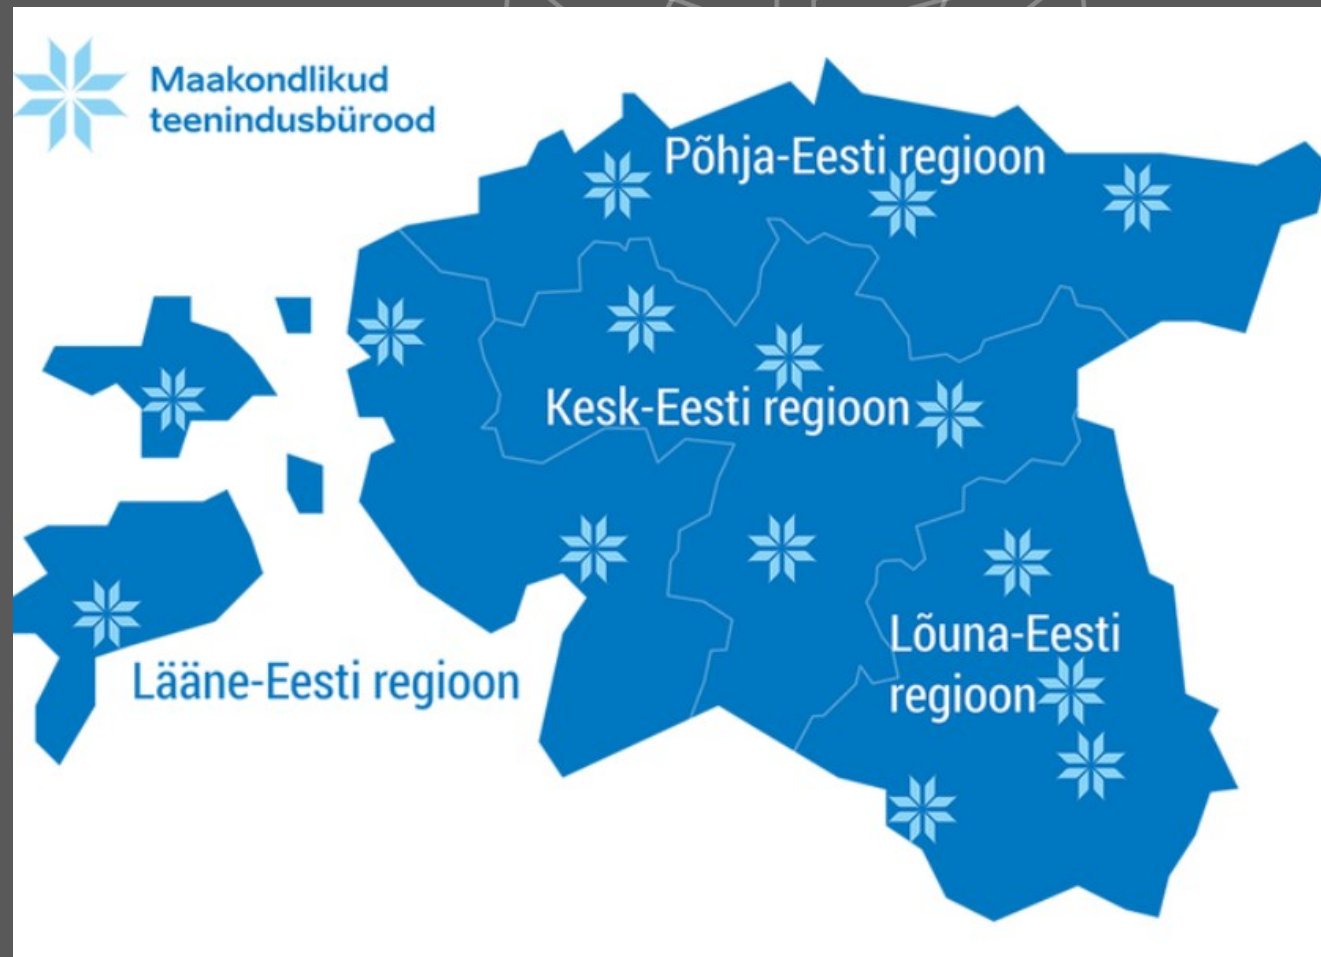 Maakondlikud
teenindusbürood
Põhja-Eesti regioon
Kesk-Eesti regioon
Lõuna-Eesti
regioon
Lääne-Eesti regioon